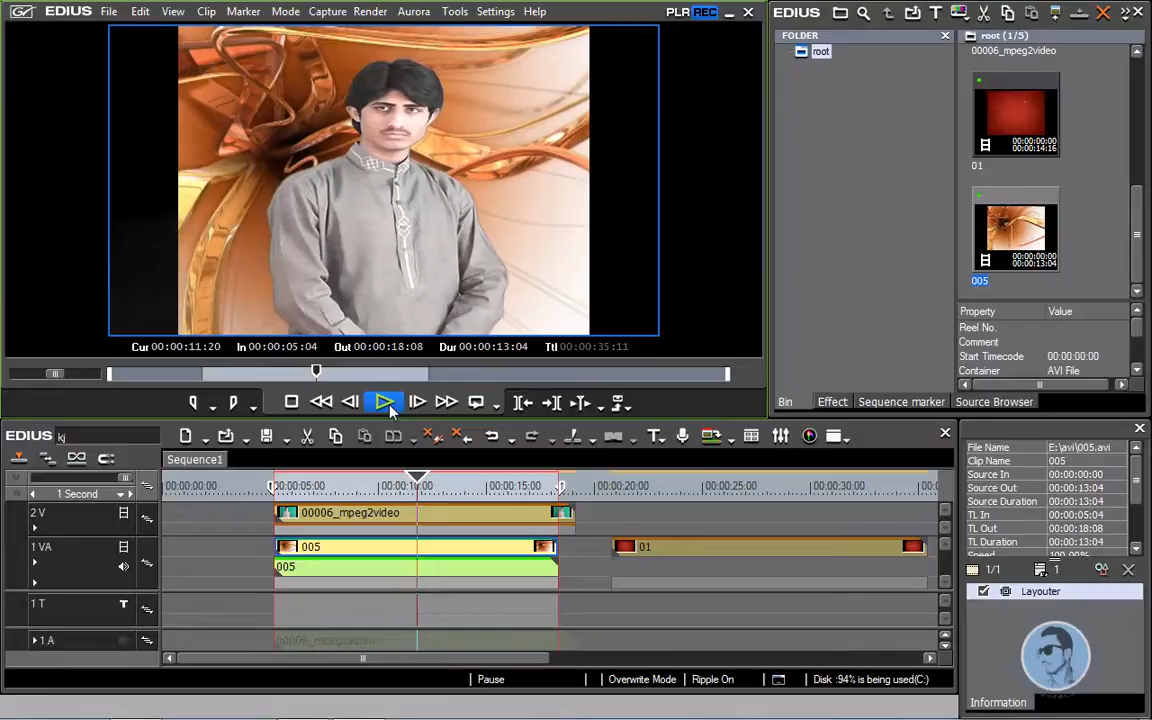 EDIUS File Edit View Clip Marker Mode Capture Render Aurora Tools Settings Help PLR REC
EDIUS
FOLDER
root
root (1/5)
00006_mpeg2video
00:00:00:00
00:00:14:16
01
00:00:00:00
00:00:13:04
005
Property Value
Reel No.
Comment
Start Timecode 00:00:00:00
Container AVI File
Cur 00:00:11:20 In 00:00:05:04 Out 00:00:18:08 Dur 00:00:13:04 Ttl 00:00:35:11
Bin Effect Sequence marker Source Browser
EDIUS kj
Sequence1
1 Second
00:00:00:00 00:00:05:00 00:00:10:00 00:00:15:00 00:00:20:00 00:00:25:00 00:00:30:00
2 V 00006_mpeg2video
1 VA 005 01
005
1 T T
1 A 00006_mpeg2video
Pause Overwrite Mode Ripple On Disk :94% is being used(C:)
File Name E:\avi\005.avi
Clip Name 005
Source In 00:00:00:00
Source Out 00:00:13:04
Source Duration 00:00:13:04
TL In 00:00:05:04
TL Out 00:00:18:08
TL Duration 00:00:13:04
Speed 100.00%
1/1 1
Layouter
Information